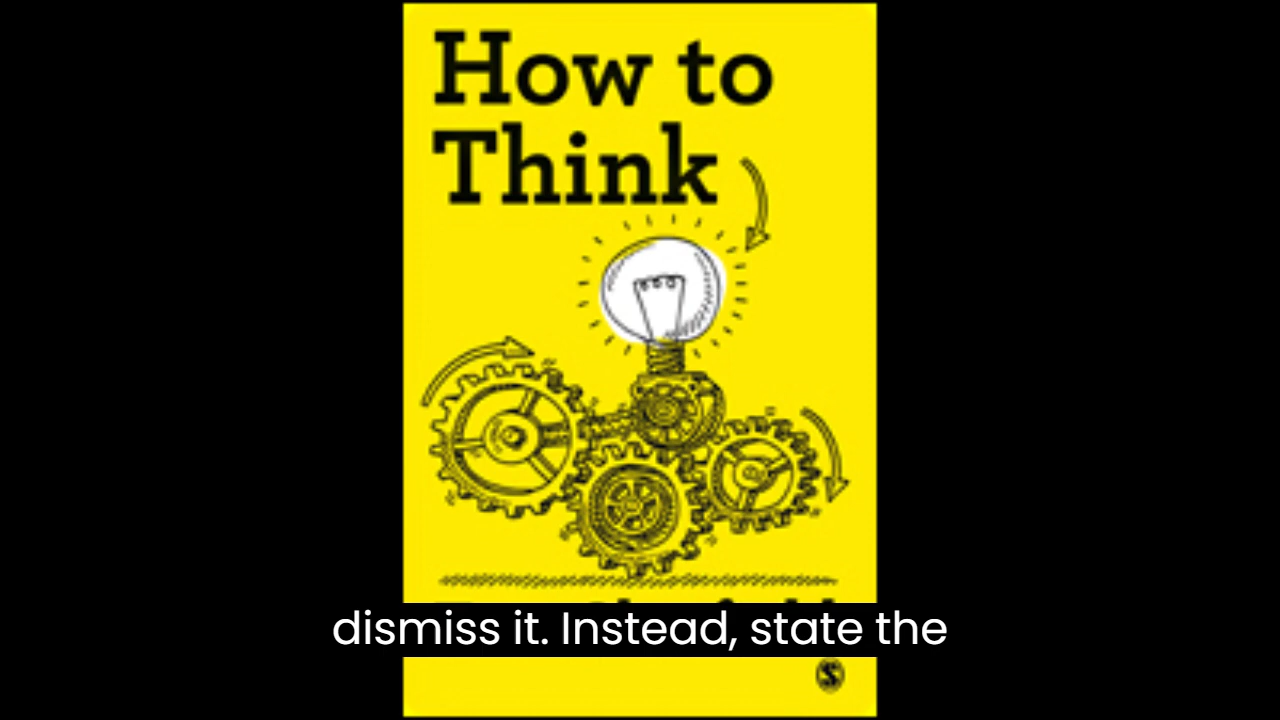 How to
Think
dismiss it. Instead, state the